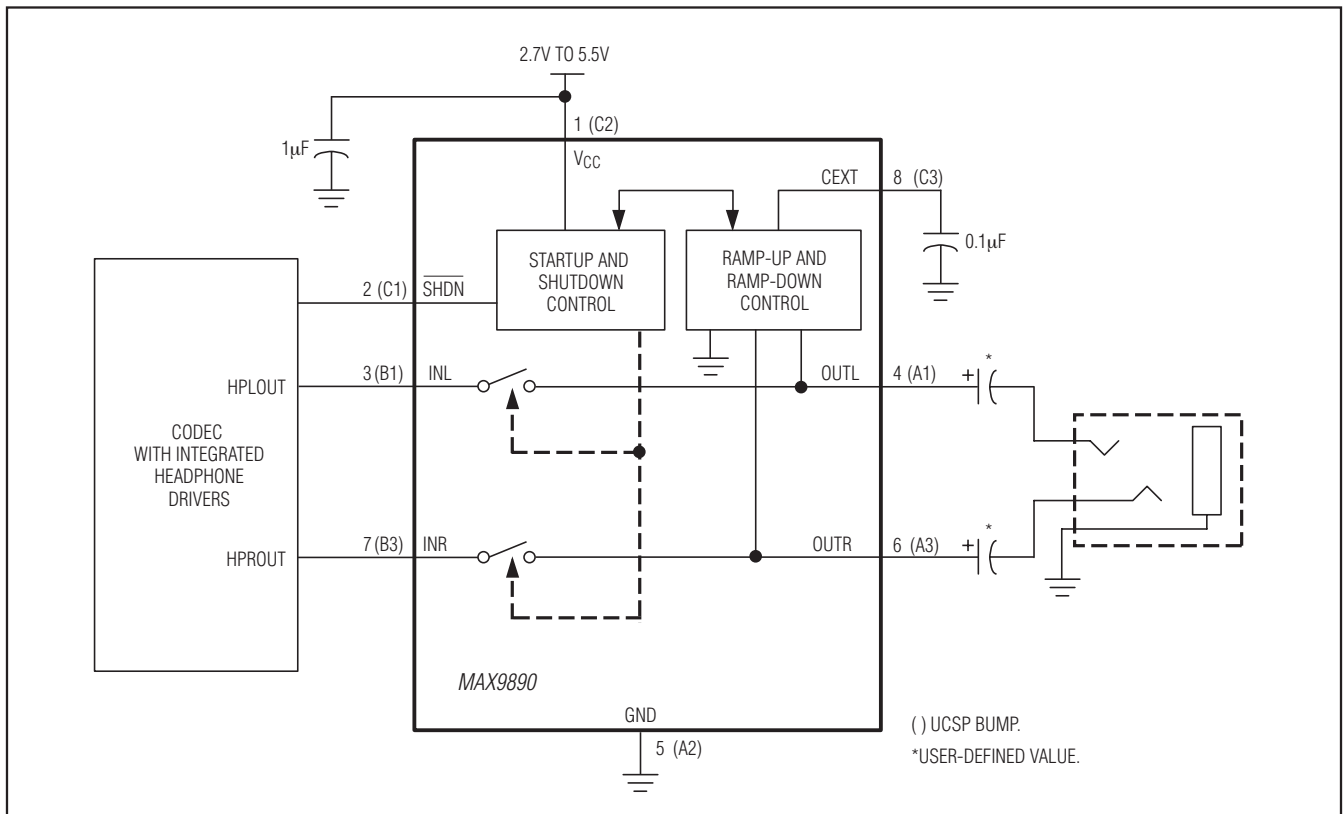 2.7V TO 5.5V
1µF
1 (C2)
VCC
CEXT
8 (C3)
0.1µF
STARTUP AND
SHUTDOWN
CONTROL
RAMP-UP AND
RAMP-DOWN
CONTROL
2 (C1)
SHDN
HPLOUT
3 (B1)
INL
OUTL
4 (A1)
*
+
CODEC
WITH INTEGRATED
HEADPHONE
DRIVERS
HPROUT
7 (B3)
INR
OUTR
6 (A3)
*
+
MAX9890
GND
5 (A2)
( ) UCSP BUMP.
*USER-DEFINED VALUE.